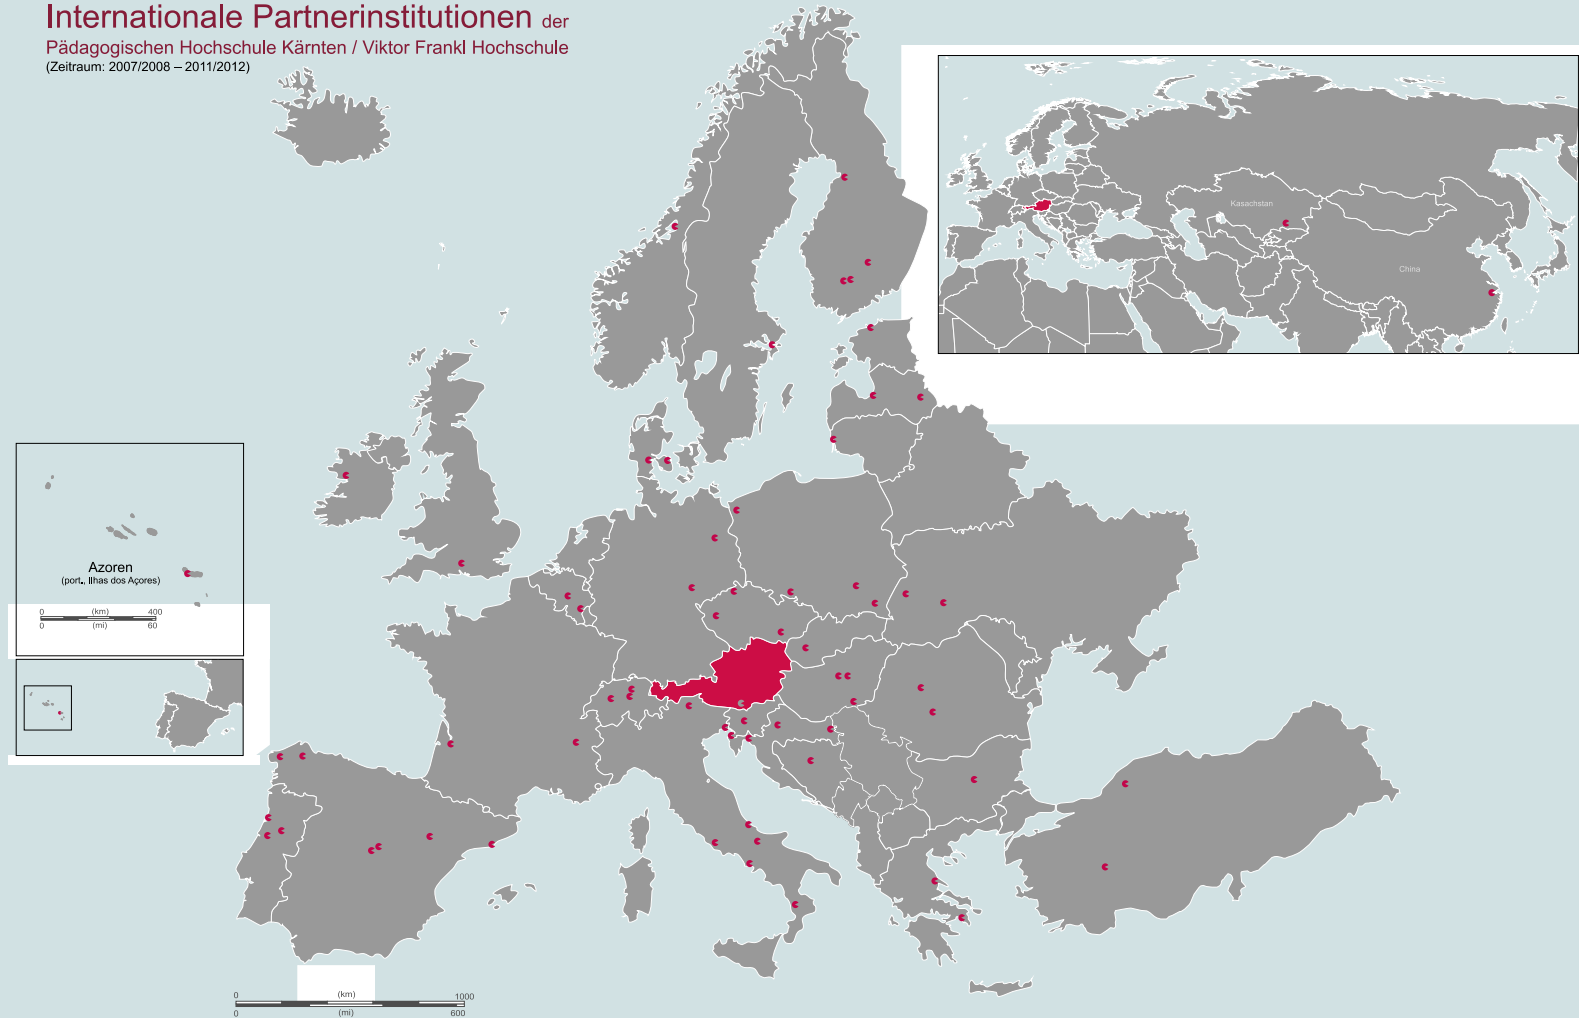 Internationale Partnerinstitutionen der
Pädagogischen Hochschule Kärnten / Viktor Frankl Hochschule
(Zeitraum: 2007/2008 – 2011/2012)
Kasachstan
China
Azoren
(port., Ilhas dos Açores)
0 (km) 400
0 (mi) 60
0 (km) 1000
0 (mi) 600